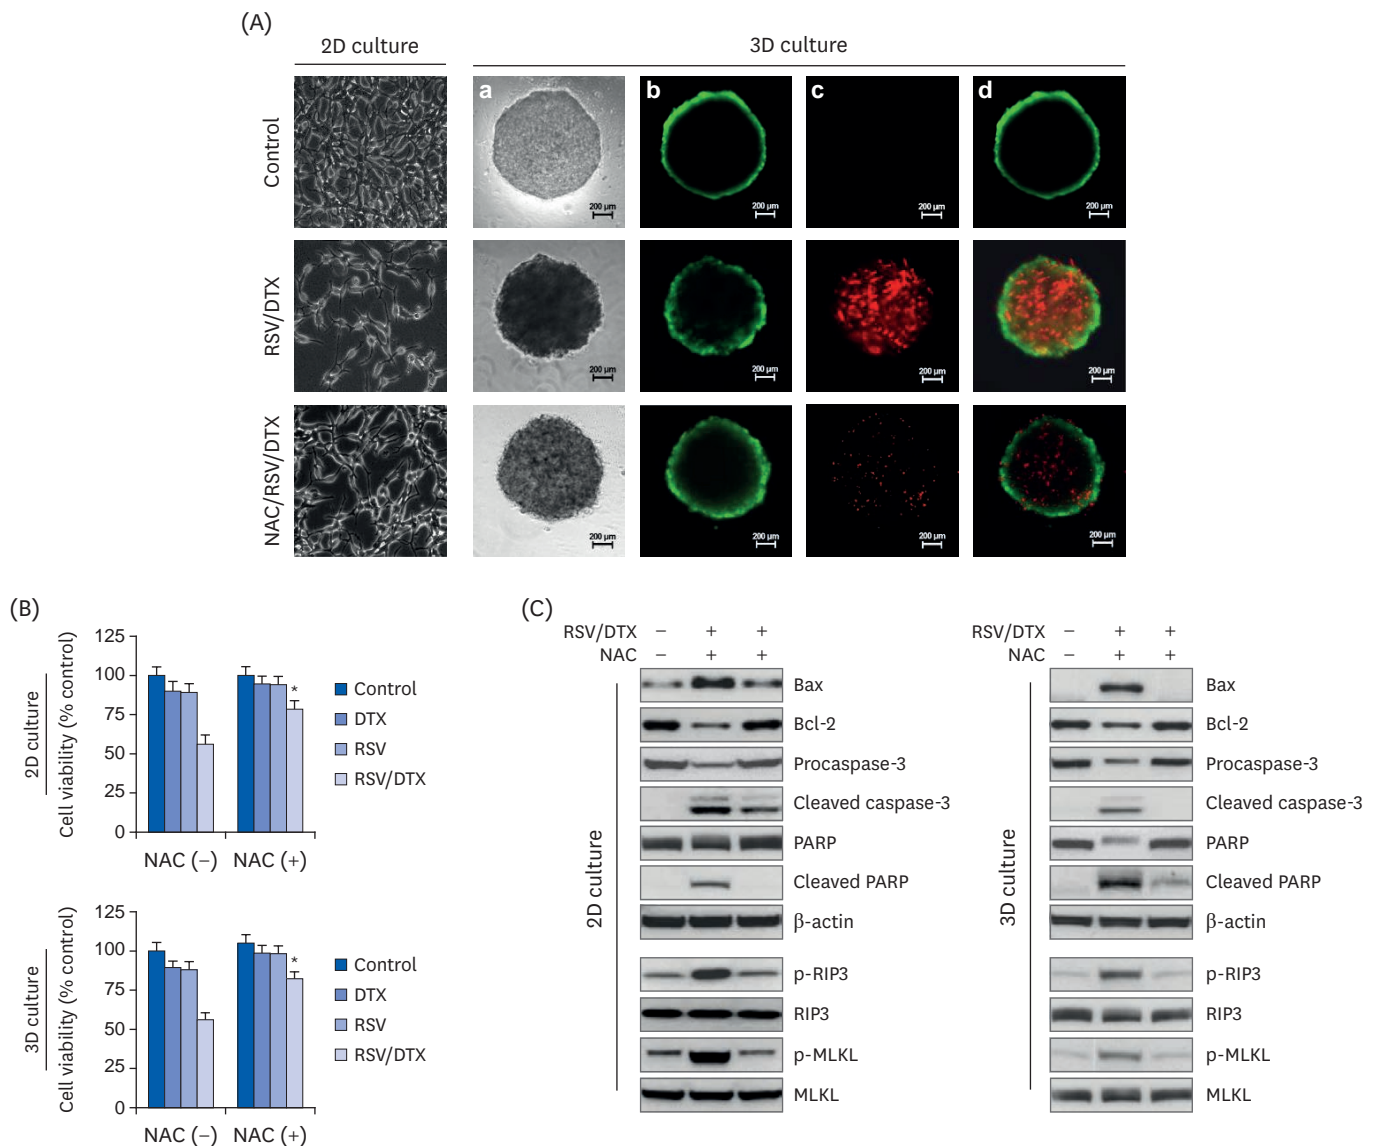 (A)
2D culture
3D culture
Control
a
b
c
d
200 µm
200 µm
200 µm
200 µm
RSV/DTX
200 µm
200 µm
200 µm
200 µm
NAC/RSV/DTX
200 µm
200 µm
200 µm
200 µm
(B)
2D culture
Cell viability (% control)
125
100
75
50
25
0
*
NAC (−)
NAC (+)
Control
DTX
RSV
RSV/DTX
3D culture
Cell viability (% control)
125
100
75
50
25
0
*
NAC (−)
NAC (+)
Control
DTX
RSV
RSV/DTX
(C)
RSV/DTX − + +
NAC − + +
2D culture
Bax
Bcl-2
Procaspase-3
Cleaved caspase-3
PARP
Cleaved PARP
β-actin
p-RIP3
RIP3
p-MLKL
MLKL
RSV/DTX − + +
NAC − + +
3D culture
Bax
Bcl-2
Procaspase-3
Cleaved caspase-3
PARP
Cleaved PARP
β-actin
p-RIP3
RIP3
p-MLKL
MLKL